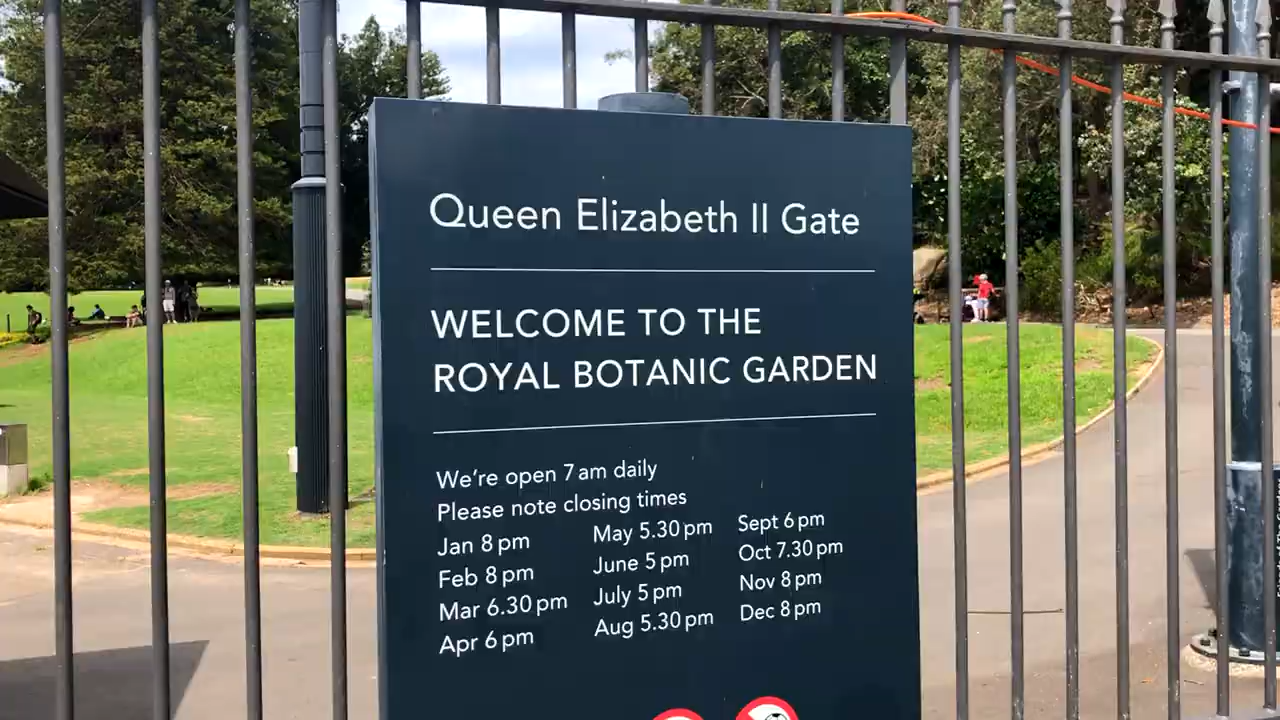 Queen Elizabeth II Gate
WELCOME TO THE
ROYAL BOTANIC GARDEN
We're open 7 am daily
Please note closing times
Jan 8 pm
Feb 8 pm
Mar 6.30 pm
Apr 6 pm
May 5.30 pm
June 5 pm
July 5 pm
Aug 5.30 pm
Sept 6 pm
Oct 7.30 pm
Nov 8 pm
Dec 8 pm